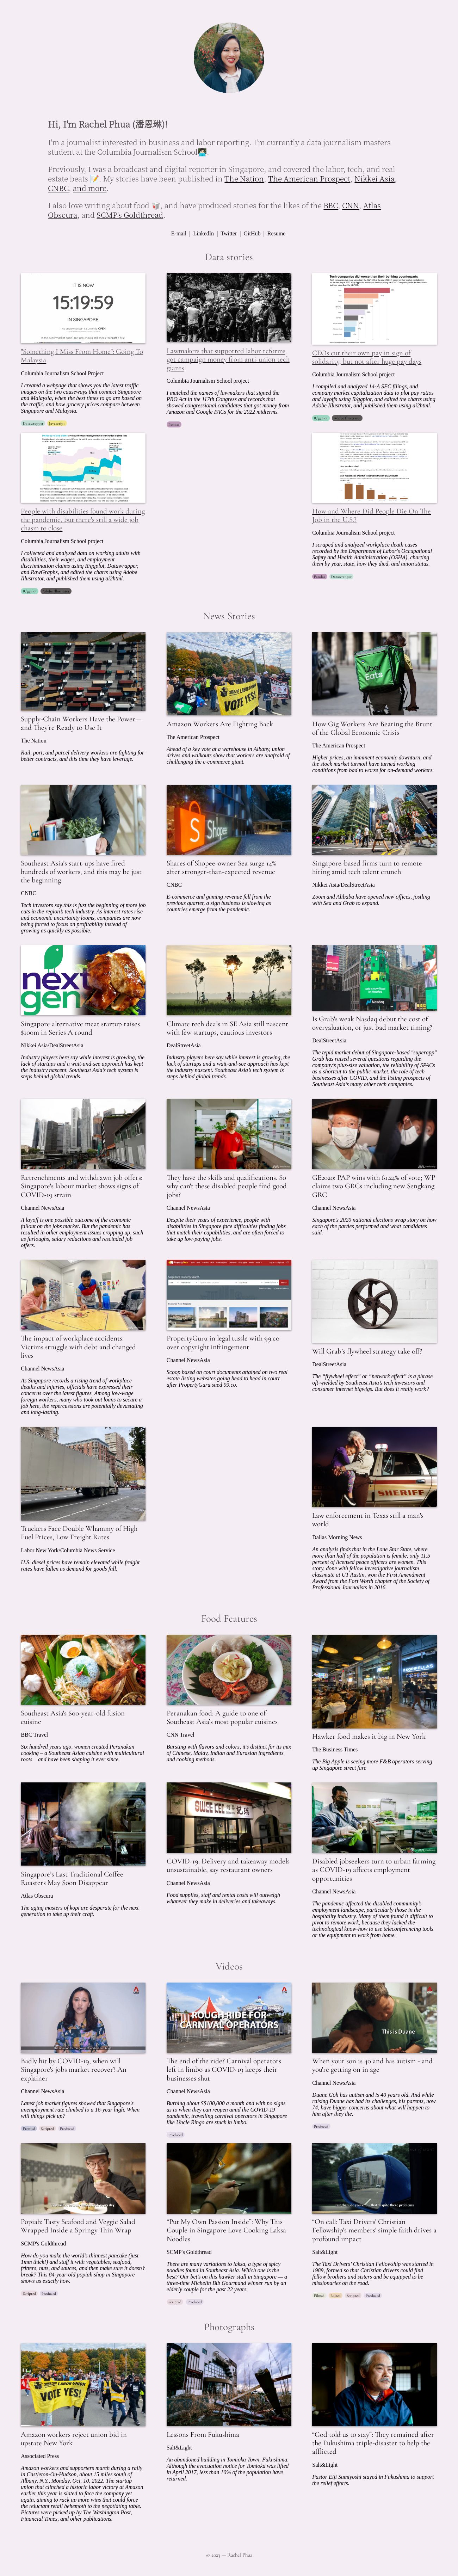 Hi, I'm Rachel Phua (潘恩琳)!
I'm a journalist interested in business and labor reporting. I'm currently a data journalism masters
student at the Columbia Journalism School
Previously, I was a broadcast and digital reporter in Singapore, and covered the labor, tech, and real
estate beats 📝. My stories have been published in The Nation, The American Prospect, Nikkei Asia,
CNBC, and more.
I also love writing about food 🥡, and have produced stories for the likes of the BBC, CNN, Atlas
Obscura, and SCMP's Goldthread.
E-mail | LinkedIn | Twitter | GitHub | Resume
Data stories
IT IS NOW
15:19:59
IN SINGAPORE.
"Something I Miss From Home": Going To
Malaysia
Columbia Journalism School Project
I created a webpage that shows you the latest traffic
images on the two causeways that connect Singapore
and Malaysia, when the best times to go are based on
the traffic, and how grocery prices compare between
Singapore and Malaysia.
Datawrapper Javascript
Lawmakers that supported labor reforms
got campaign money from anti-union tech
giants
Columbia Journalism School project
I matched the names of lawmakers that signed the
PRO Act in the 117th Congress and records that
showed congressional candidates who got money from
Amazon and Google PACs for the 2022 midterms.
Pandas
Tech companies did worse than their banking counterparts
CEOs cut their own pay in sign of
solidarity, but not after huge pay days
Columbia Journalism School project
I compiled and analyzed 14-A SEC filings, and
company market capitalization data to plot pay ratios
and layoffs using R/ggplot, and edited the charts using
Adobe Illustrator, and published them using ai2html.
R/ggplot Adobe Illustrator
People with disabilities found work during
the pandemic, but there's still a wide job
chasm to close
Columbia Journalism School project
I collected and analyzed data on working adults with
disabilities, their wages, and employment
discrimination claims using R/ggplot, Datawrapper,
and RawGraphs, and edited the charts using Adobe
Illustrator, and published them using ai2html.
R/ggplot Adobe Illustrator
How and Where Did People Die On The
Job in the U.S.?
Columbia Journalism School project
I scraped and analyzed workplace death cases
recorded by the Department of Labor's Occupational
Safety and Health Administration (OSHA), charting
them by year, state, how they died, and union status.
Pandas Datawrapper
News Stories
VOTE YES!
Uber
Eats
Supply-Chain Workers Have the Power—
and They're Ready to Use It
The Nation
Rail, port, and parcel delivery workers are fighting for
better contracts, and this time they have leverage.
Amazon Workers Are Fighting Back
The American Prospect
Ahead of a key vote at a warehouse in Albany, union
drives and walkouts show that workers are unafraid of
challenging the e-commerce giant.
How Gig Workers Are Bearing the Brunt
of the Global Economic Crisis
The American Prospect
Higher prices, an imminent economic downturn, and
the stock market turmoil have turned working
conditions from bad to worse for on-demand workers.
Southeast Asia's start-ups have fired
hundreds of workers, and this may be just
the beginning
CNBC
Tech investors say this is just the beginning of more job
cuts in the region's tech industry. As interest rates rise
and economic uncertainty looms, companies are now
being forced to focus on profitability instead of
growing as quickly as possible.
Shares of Shopee-owner Sea surge 14%
after stronger-than-expected revenue
CNBC
E-commerce and gaming revenue fell from the
previous quarter, a sign business is slowing as
countries emerge from the pandemic.
Singapore-based firms turn to remote
hiring amid tech talent crunch
Nikkei Asia/DealStreetAsia
Zoom and Alibaba have opened new offices, jostling
with Sea and Grab to expand.
next
gen
Singapore alternative meat startup raises
$100m in Series A round
Nikkei Asia/DealStreetAsia
Industry players here say while interest is growing, the
lack of startups and a wait-and-see approach has kept
the industry nascent. Southeast Asia's tech system is
steps behind global trends.
Climate tech deals in SE Asia still nascent
with few startups, cautious investors
DealStreetAsia
Industry players here say while interest is growing, the
lack of startups and a wait-and-see approach has kept
the industry nascent. Southeast Asia's tech system is
steps behind global trends.
Is Grab's weak Nasdaq debut the cost of
overvaluation, or just bad market timing?
DealStreetAsia
The tepid market debut of Singapore-based "superapp"
Grab has raised several questions regarding the
company's plus-size valuation, the reliability of SPACs
as a shortcut to the public market, the role of tech
businesses after COVID, and the listing prospects of
Southeast Asia's many other tech companies.
Retrenchments and withdrawn job offers:
Singapore's labour market shows signs of
COVID-19 strain
Channel NewsAsia
A layoff is one possible outcome of the economic
fallout on the job market. But the pandemic has
resulted in other employment issues cropping up, such
as furloughs, salary reductions and rescinded job
offers.
They have the skills and qualifications. So
why can't these disabled people find good
jobs?
Channel NewsAsia
Despite their years of experience, people with
disabilities in Singapore face difficulties finding jobs
that match their capabilities, and are often forced to
take up low-paying jobs.
GE2020: PAP wins with 61.24% of vote; WP
claims two GRCs including new Sengkang
GRC
Channel NewsAsia
Singapore's 2020 national elections wrap story on how
each of the parties performed and what candidates
said.
The impact of workplace accidents:
Victims struggle with debt and changed
lives
Channel NewsAsia
As Singapore records a rising trend of workplace
deaths and injuries, officials have expressed their
concerns over the latest figures. Among low-wage
foreign workers, many who took out loans to secure a
job here, the repercussions are potentially devastating
and long-lasting.
PropertyGuru in legal tussle with 99.co
over copyright infringement
Channel NewsAsia
Scoop based on court documents attained on two real
estate listing websites going head to head in court
after PropertyGuru sued 99.co.
Will Grab's flywheel strategy take off?
DealStreetAsia
The "flywheel effect" or "network effect" is a phrase
oft-wielded by Southeast Asia's tech investors and
consumer internet bigwigs. But does it really work?
Truckers Face Double Whammy of High
Fuel Prices, Low Freight Rates
Labor New York/Columbia News Service
U.S. diesel prices have remain elevated while freight
rates have fallen as demand for goods fall.
SHERIFF
Law enforcement in Texas still a man's
world
Dallas Morning News
An analysis finds that in the Lone Star State, where
more than half of the population is female, only 11.5
percent of licensed peace officers are women. This
story, done with fellow investigative journalism
classmate at UT Austin, won the First Amendment
Award from the Fort Worth chapter of the Society of
Professional Journalists in 2016.
Food Features
Southeast Asia's 600-year-old fusion
cuisine
BBC Travel
Six hundred years ago, women created Peranakan
cooking – a Southeast Asian cuisine with multicultural
roots – and have been shaping it ever since.
Peranakan food: A guide to one of
Southeast Asia's most popular cuisines
CNN Travel
Bursting with flavors and colors, it's distinct for its mix
of Chinese, Malay, Indian and Eurasian ingredients
and cooking methods.
Hawker food makes it big in New York
The Business Times
The Big Apple is seeing more F&B operators serving
up Singapore street fare
Singapore's Last Traditional Coffee
Roasters May Soon Disappear
Atlas Obscura
The aging masters of kopi are desperate for the next
generation to take up their craft.
COVID-19: Delivery and takeaway models
unsustainable, say restaurant owners
Channel NewsAsia
Food supplies, staff and rental costs will outweigh
whatever they make in deliveries and takeaways.
Disabled jobseekers turn to urban farming
as COVID-19 affects employment
opportunities
Channel NewsAsia
The pandemic affected the disabled community's
employment landscape, particularly those in the
hospitality industry. Many of them found it difficult to
pivot to remote work, because they lacked the
technological know-how to use teleconferencing tools
or the equipment to work from home.
Videos
ROUGH RIDE FOR
CARNIVAL OPERATORS
This is Duane
Badly hit by COVID-19, when will
Singapore's jobs market recover? An
explainer
Channel NewsAsia
Latest job market figures showed that Singapore's
unemployment rate climbed to a 16-year high. When
will things pick up?
Fronted Scripted Produced
The end of the ride? Carnival operators
left in limbo as COVID-19 keeps their
businesses shut
Channel NewsAsia
Burning about S$100,000 a month and with no signs
as to when they can reopen amid the COVID-19
pandemic, travelling carnival operators in Singapore
like Uncle Ringo are stuck in limbo.
Produced
When your son is 40 and has autism - and
you're getting on in age
Channel NewsAsia
Duane Goh has autism and is 40 years old. And while
raising Duane has had its challenges, his parents, now
74, have bigger concerns about what will happen to
him after they die.
Produced
Popiah: Tasty Seafood and Veggie Salad
Wrapped Inside a Springy Thin Wrap
SCMP's Goldthread
How do you make the world's thinnest pancake (just
1mm thick!) and stuff it with vegetables, seafood,
fritters, nuts, and sauces, and then make sure it doesn't
break? This 84-year-old popiah shop in Singapore
shows us exactly how.
Scripted Produced
"Put My Own Passion Inside": Why This
Couple in Singapore Love Cooking Laksa
Noodles
SCMP's Goldthread
There are many variations to laksa, a type of spicy
noodles found in Southeast Asia. Which one is the
best? Our bet's on this hawker stall in Singapore — a
three-time Michelin Bib Gourmand winner run by an
elderly couple for the past 22 years.
Scripted Produced
"On call: Taxi Drivers' Christian
Fellowship's members' simple faith drives a
profound impact
Salt&Light
The Taxi Drivers' Christian Fellowship was started in
1989, formed so that Christian drivers could find
fellow brothers and sisters and be equipped to be
missionaries on the road.
Filmed Edited Scripted Produced
Photographs
VOTE YES!
Amazon workers reject union bid in
upstate New York
Associated Press
Amazon workers and supporters march during a rally
in Castleton-On-Hudson, about 15 miles south of
Albany, N.Y., Monday, Oct. 10, 2022. The startup
union that clinched a historic labor victory at Amazon
earlier this year is slated to face the company yet
again, aiming to rack up more wins that could force
the reluctant retail behemoth to the negotiating table.
Pictures were picked up by The Washington Post,
Financial Times, and other publications.
Lessons From Fukushima
Salt&Light
An abandoned building in Tomioka Town, Fukushima.
Although the evacuation notice for Tomioka was lifted
in April 2017, less than 10% of the population have
returned.
"God told us to stay": They remained after
the Fukushima triple-disaster to help the
afflicted
Salt&Light
Pastor Eiji Sumiyoshi stayed in Fukushima to support
the relief efforts.
© 2023 — Rachel Phua